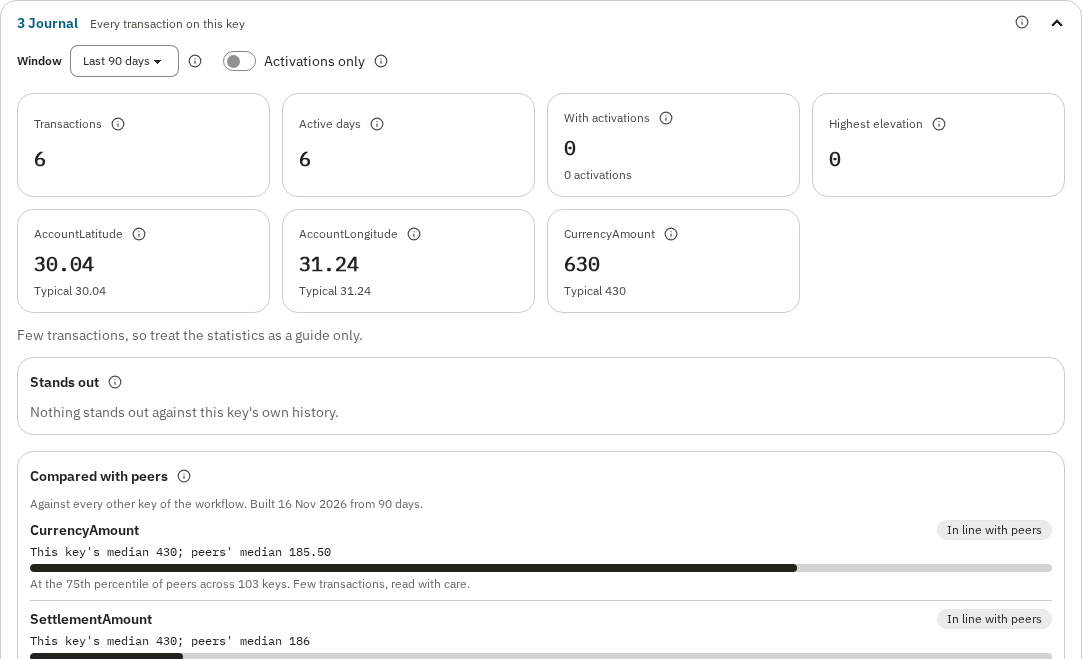 3 Journal Every transaction on this key
Window Last 90 days Activations only
Transactions
6
Active days
6
With activations
0
0 activations
Highest elevation
0
AccountLatitude
30.04
Typical 30.04
AccountLongitude
31.24
Typical 31.24
CurrencyAmount
630
Typical 430
Few transactions, so treat the statistics as a guide only.
Stands out
Nothing stands out against this key's own history.
Compared with peers
Against every other key of the workflow. Built 16 Nov 2026 from 90 days.
CurrencyAmount In line with peers
This key's median 430; peers' median 185.50
At the 75th percentile of peers across 103 keys. Few transactions, read with care.
SettlementAmount In line with peers
This key's median 430; peers' median 186